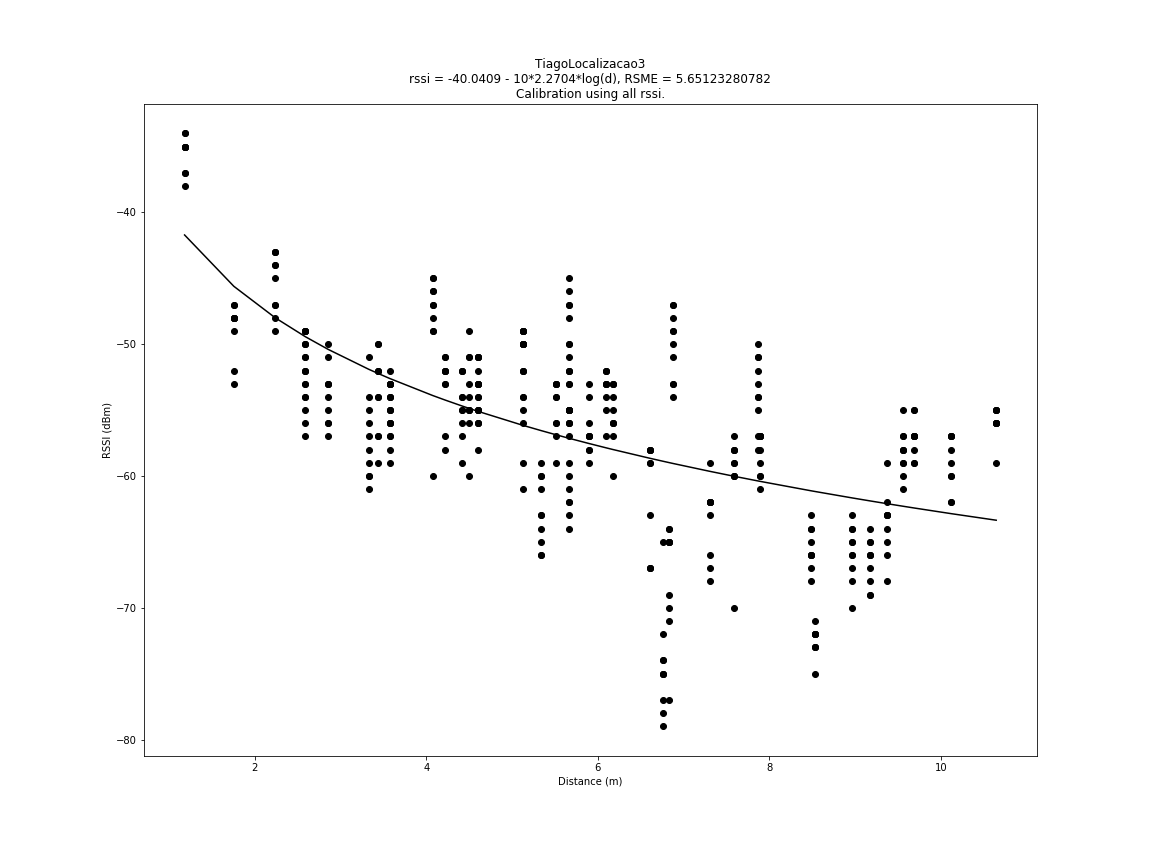 TiagoLocalizacao3
rssi = -40.0409 - 10*2.2704*log(d), RSME = 5.65123280782
Calibration using all rssi.
−40
−50
−60
−70
−80
RSSI (dBm)
2 4 6 8 10
Distance (m)